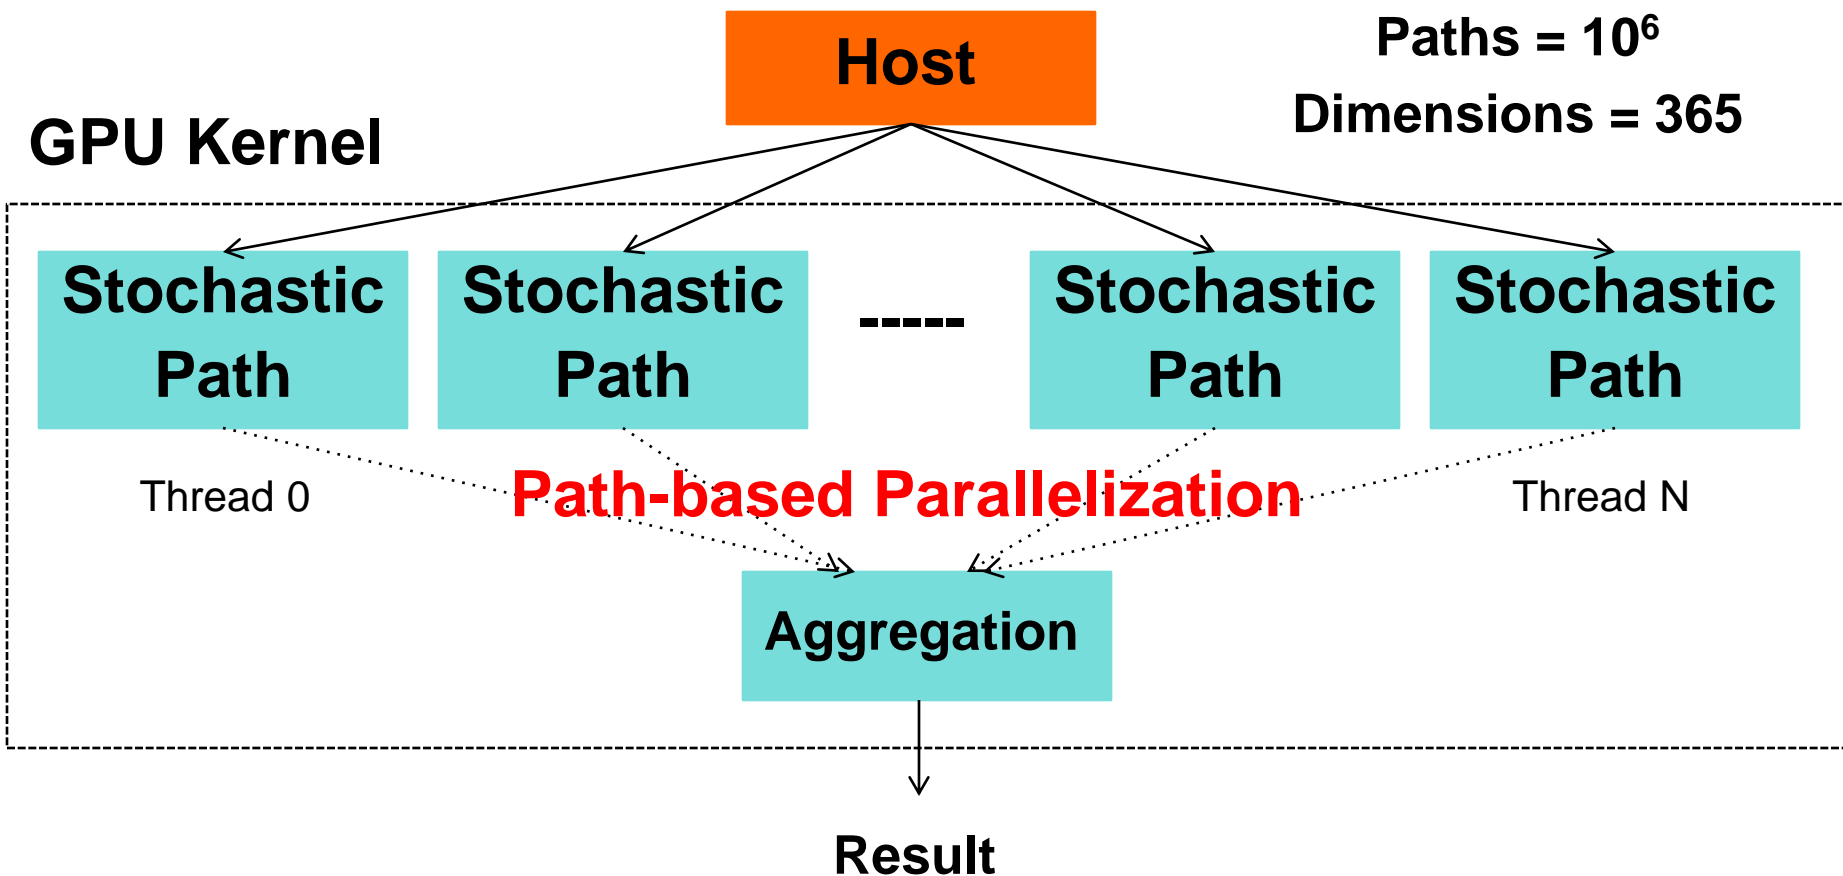 Host
Paths = 10⁶
Dimensions = 365
GPU Kernel
Stochastic
Path
Stochastic
Path
-----
Stochastic
Path
Stochastic
Path
Thread 0
Path-based Parallelization
Thread N
Aggregation
Result